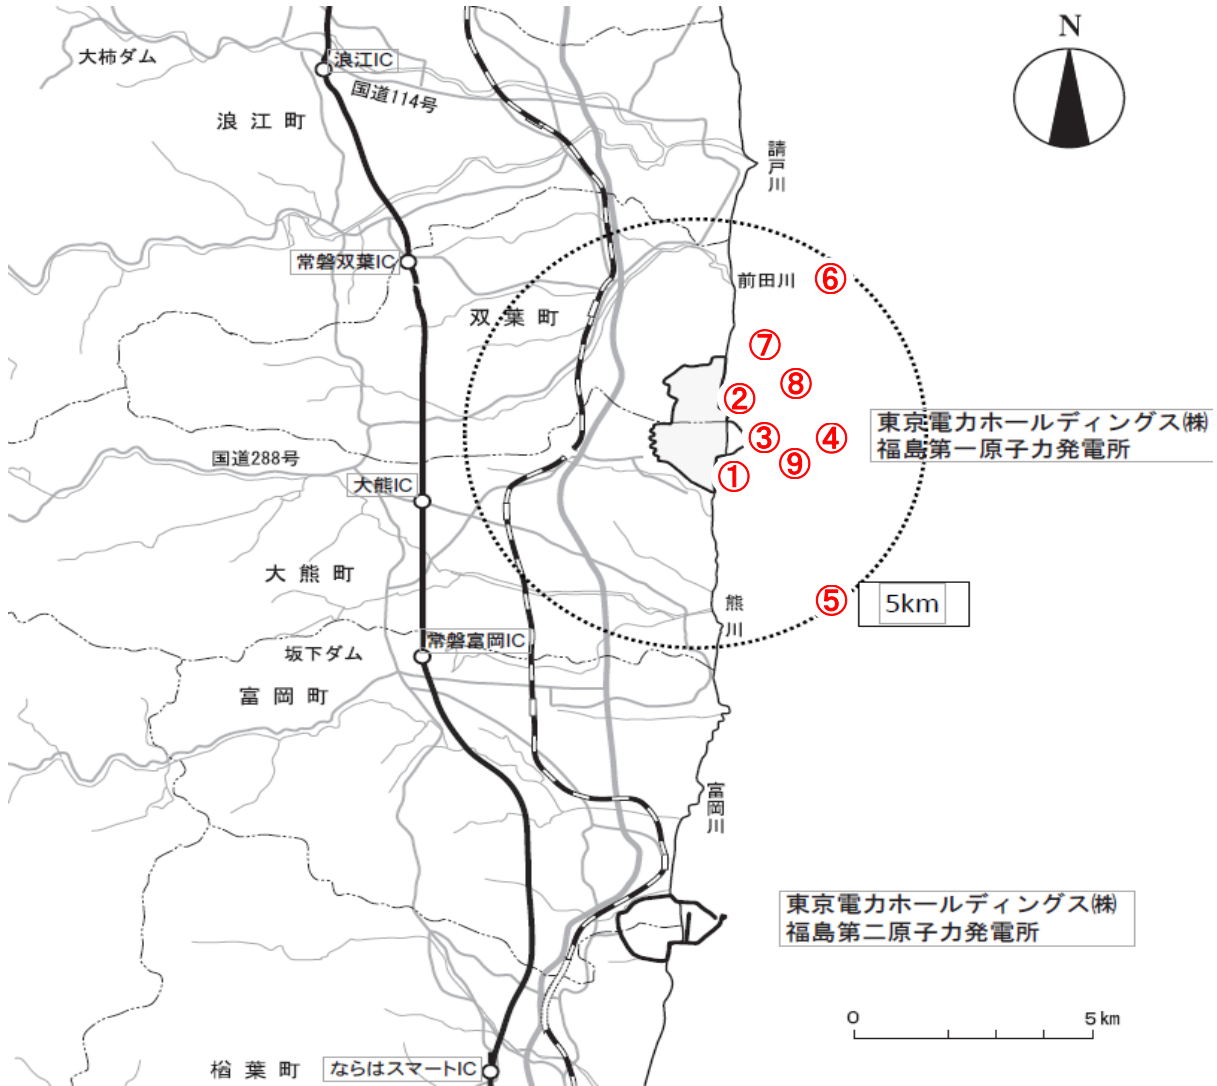 N
大柿ダム
浪江IC
国道114号
浪江町
請戸川
常磐双葉IC
前田川
⑥
双葉町
⑦
⑧
②
東京電力ホールディングス㈱
福島第一原子力発電所
③
④
国道288号
⑨
①
大熊IC
大熊町
熊川
⑤
5km
常磐富岡IC
坂下ダム
富岡町
富岡川
東京電力ホールディングス㈱
福島第二原子力発電所
0
5km
楢葉町
ならはスマートIC